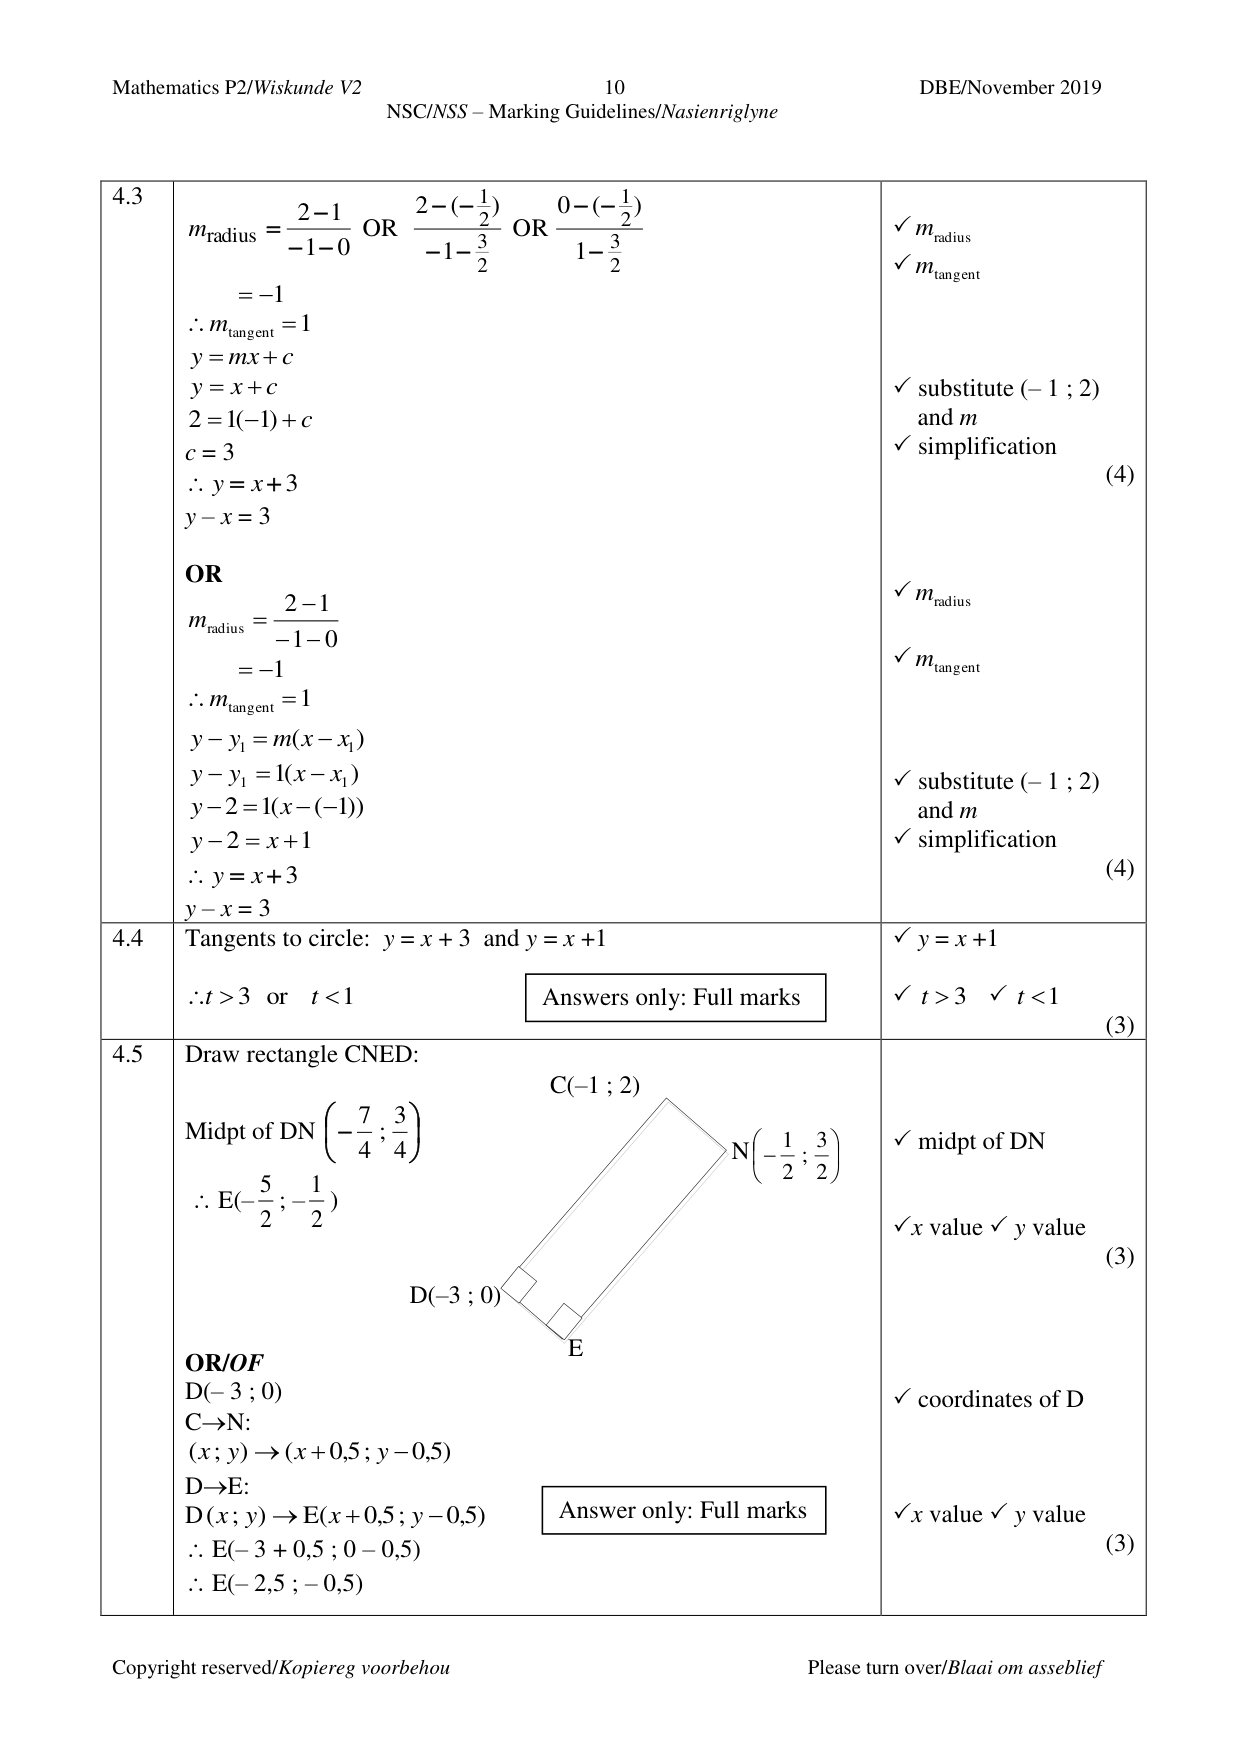 Mathematics P2/Wiskunde V2 10 DBE/November 2019
NSC/NSS – Marking Guidelines/Nasienriglyne
4.3
m_radius = (2−1)/(−1−0) OR (2−(−1/2))/(−1−3/2) OR (0−(−1/2))/(1−3/2)
= −1
∴ m_tangent = 1
y = mx + c
y = x + c
2 = 1(−1) + c
c = 3
∴ y = x + 3
y – x = 3
✓ m_radius
✓ m_tangent
✓ substitute (– 1 ; 2)
and m
✓ simplification
(4)
OR
m_radius = (2−1)/(−1−0)
= −1
∴ m_tangent = 1
y − y₁ = m(x − x₁)
y − y₁ = 1(x − x₁)
y − 2 = 1(x − (−1))
y − 2 = x + 1
∴ y = x + 3
y – x = 3
✓ m_radius
✓ m_tangent
✓ substitute (– 1 ; 2)
and m
✓ simplification
(4)
4.4
Tangents to circle: y = x + 3 and y = x +1
∴ t > 3 or t < 1
Answers only: Full marks
✓ y = x +1
✓ t > 3 ✓ t < 1
(3)
4.5
Draw rectangle CNED:
C(–1 ; 2)
Midpt of DN (−7/4 ; 3/4)
N(−1/2 ; 3/2)
∴ E(–5/2 ; –1/2 )
D(–3 ; 0)
E
✓ midpt of DN
✓ x value ✓ y value
(3)
OR/OF
D(– 3 ; 0)
C→N:
(x ; y) → (x + 0,5 ; y − 0,5)
D→E:
D (x ; y) → E(x + 0,5 ; y − 0,5)
∴ E(– 3 + 0,5 ; 0 – 0,5)
∴ E(– 2,5 ; – 0,5)
Answer only: Full marks
✓ coordinates of D
✓ x value ✓ y value
(3)
Copyright reserved/Kopiereg voorbehou Please turn over/Blaai om asseblief